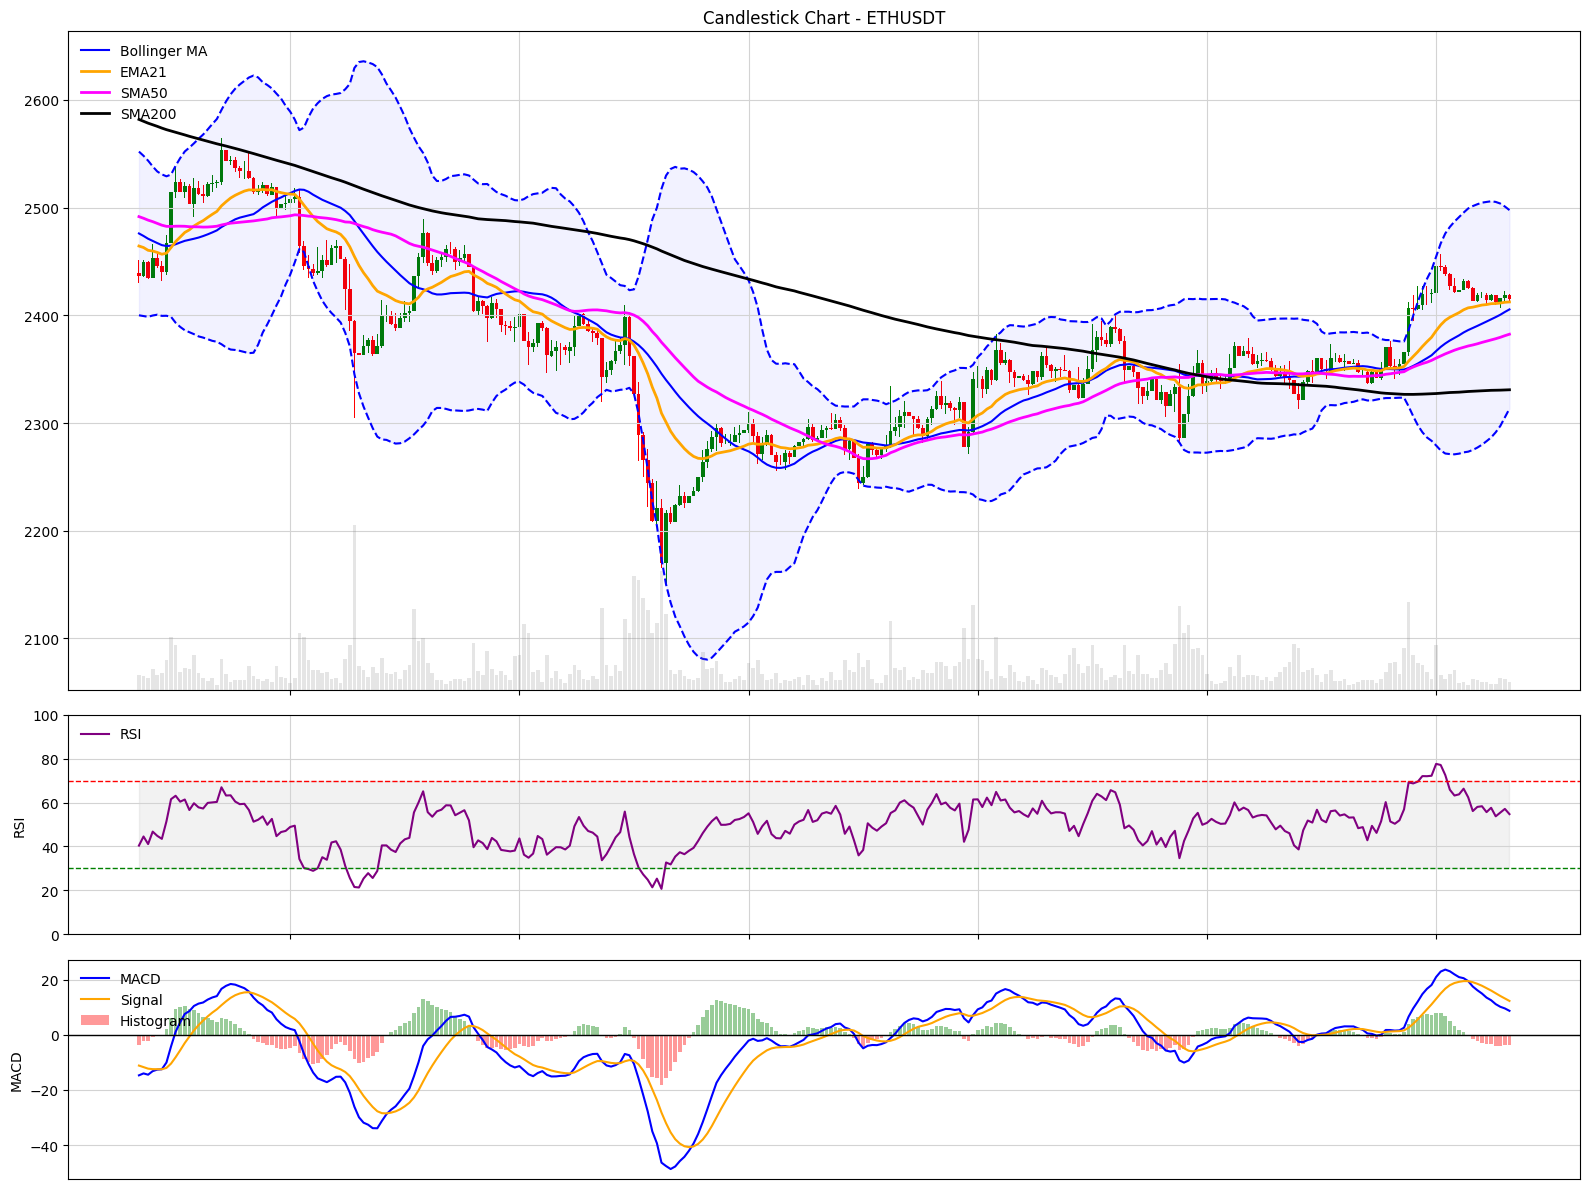 Candlestick Chart - ETHUSDT
Bollinger MA
EMA21
SMA50
SMA200
2600
2500
2400
2300
2200
2100
RSI
100
80
60
40
20
0
RSI
MACD
Signal
Histogram
20
0
−20
−40
MACD